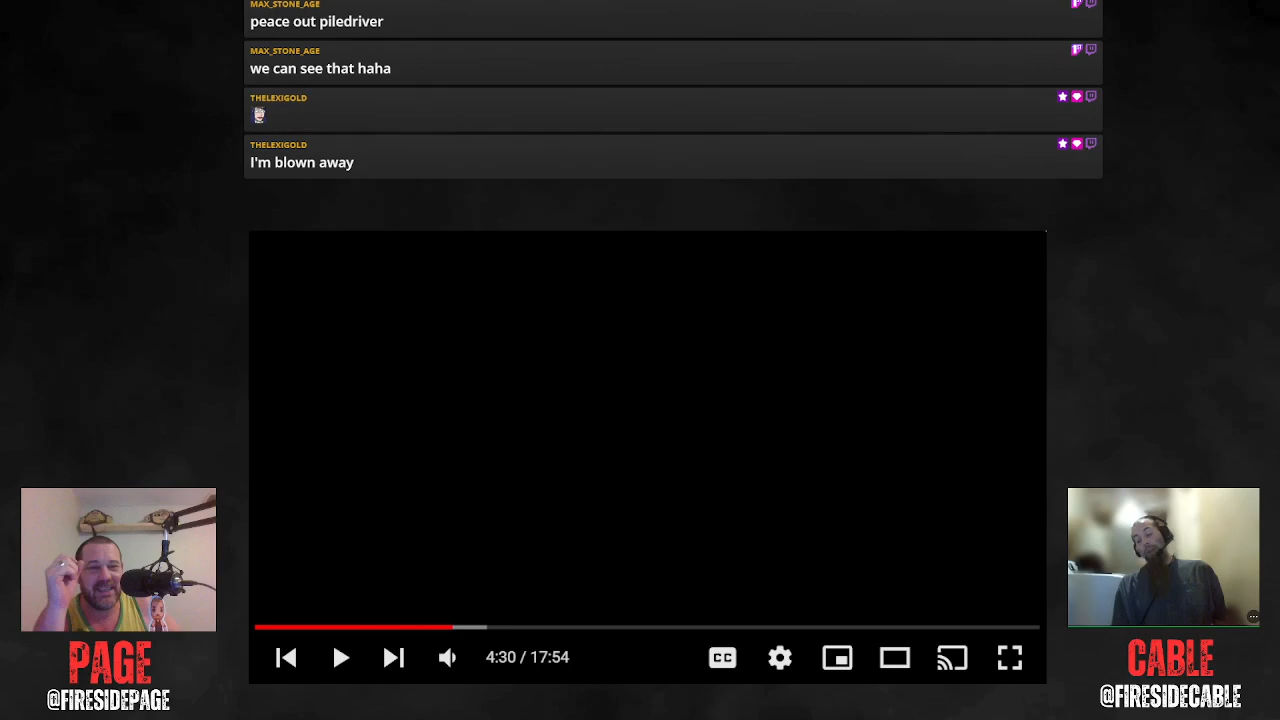 MAX_STONE_AGE
peace out piledriver
MAX_STONE_AGE
we can see that haha
THELEXIGOLD
THELEXIGOLD
I'm blown away
CC
4:30 / 17:54
PAGE
@FIRESIDEPAGE
CABLE
@FIRESIDECABLE